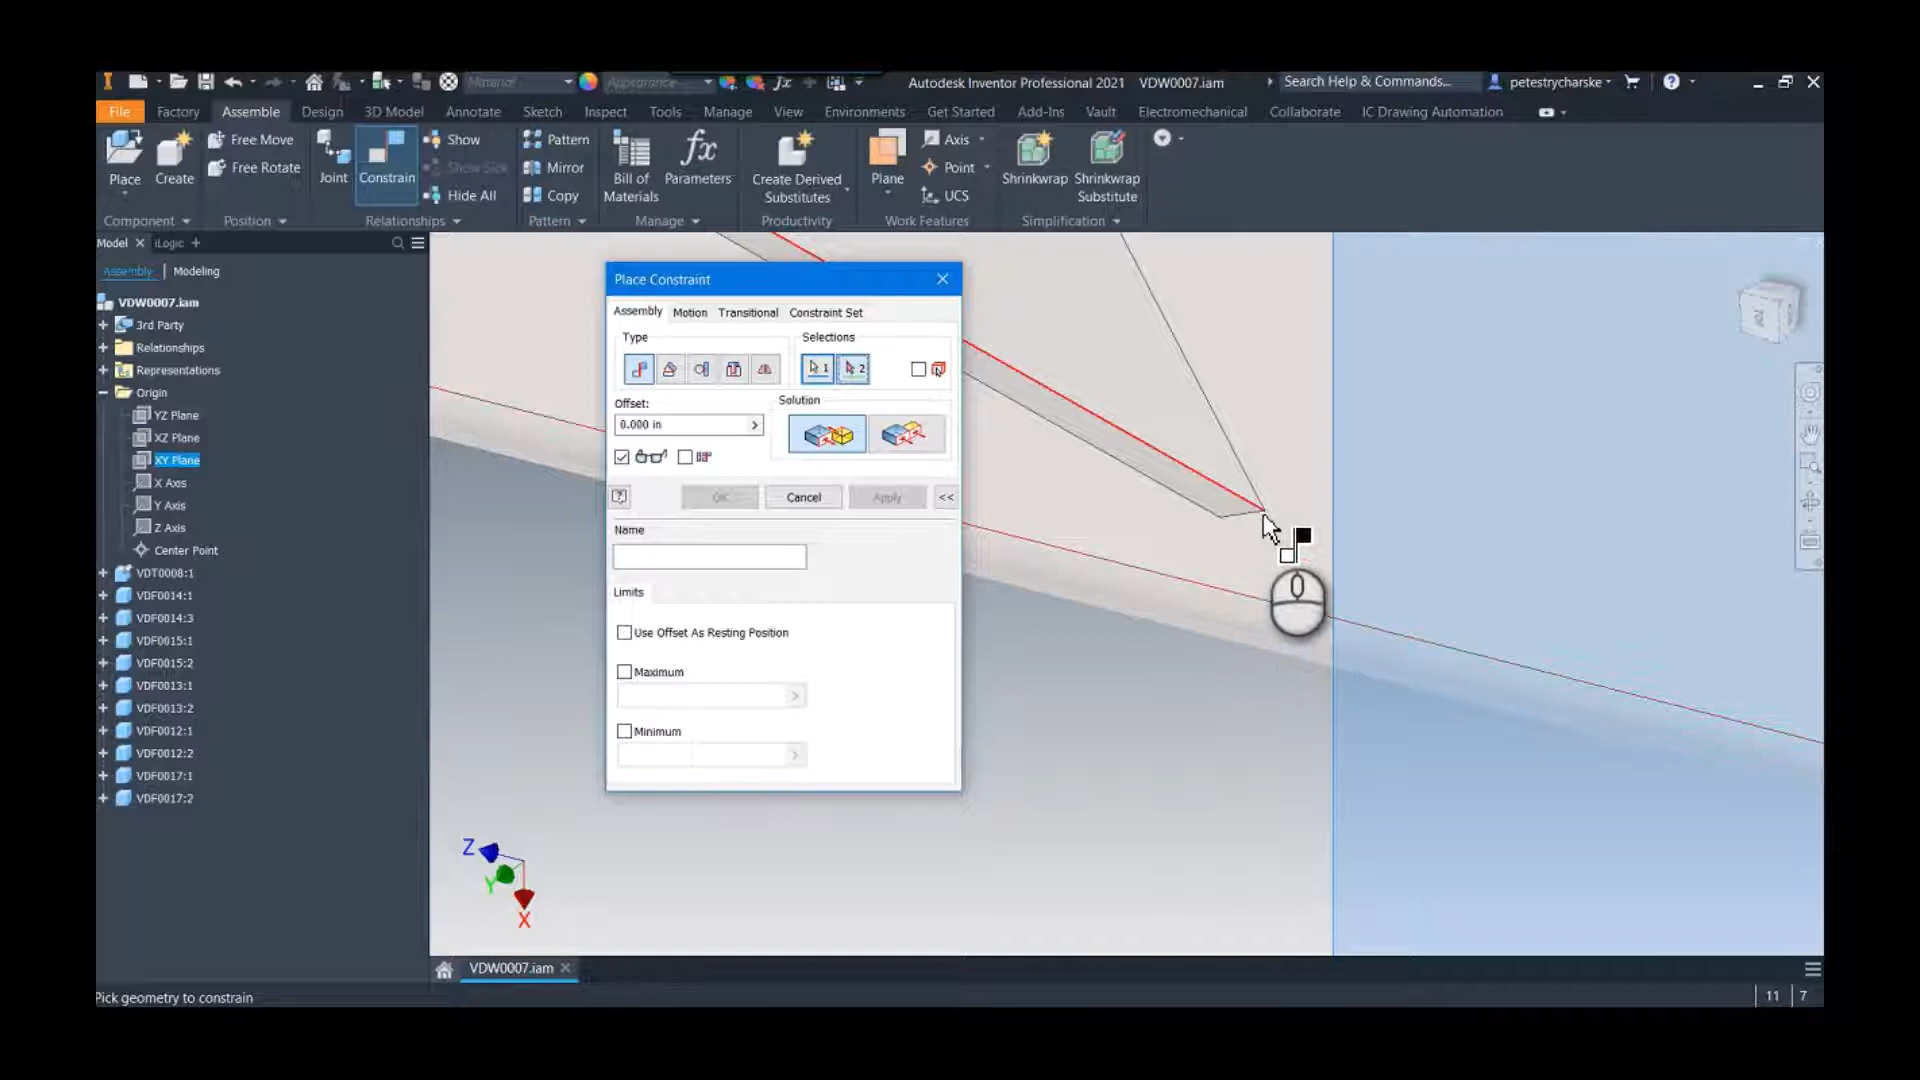 Material
Appearance
fx
Autodesk Inventor Professional 2021 VDW0007.iam
Search Help & Commands...
petestrycharske
File Factory Assemble Design 3D Model Annotate Sketch Inspect Tools Manage View Environments Get Started Add-Ins Vault Electromechanical Collaborate IC Drawing Automation
Place
Create
Free Move
Free Rotate
Joint
Constrain
Show
Show Sick
Hide All
Pattern
Mirror
Copy
Bill of
Materials
fx
Parameters
Create Derived
Substitutes
Plane
Axis
Point
UCS
Shrinkwrap
Shrinkwrap
Substitute
Component Position Relationships Pattern Manage Productivity Work Features Simplification
Model iLogic
Assembly | Modeling
VDW0007.iam
3rd Party
Relationships
Representations
Origin
YZ Plane
XZ Plane
XY Plane
X Axis
Y Axis
Z Axis
Center Point
VDT0008:1
VDF0014:1
VDF0014:3
VDF0015:1
VDF0015:2
VDF0013:1
VDF0013:2
VDF0012:1
VDF0012:2
VDF0017:1
VDF0017:2
Place Constraint
Assembly Motion Transitional Constraint Set
Type
Selections
1
2
Offset:
0.000 in
Solution
OK
Cancel
Apply
<<
Name
Limits
Use Offset As Resting Position
Maximum
Minimum
TOP
Z
Y
X
VDW0007.iam
Pick geometry to constrain
11
7